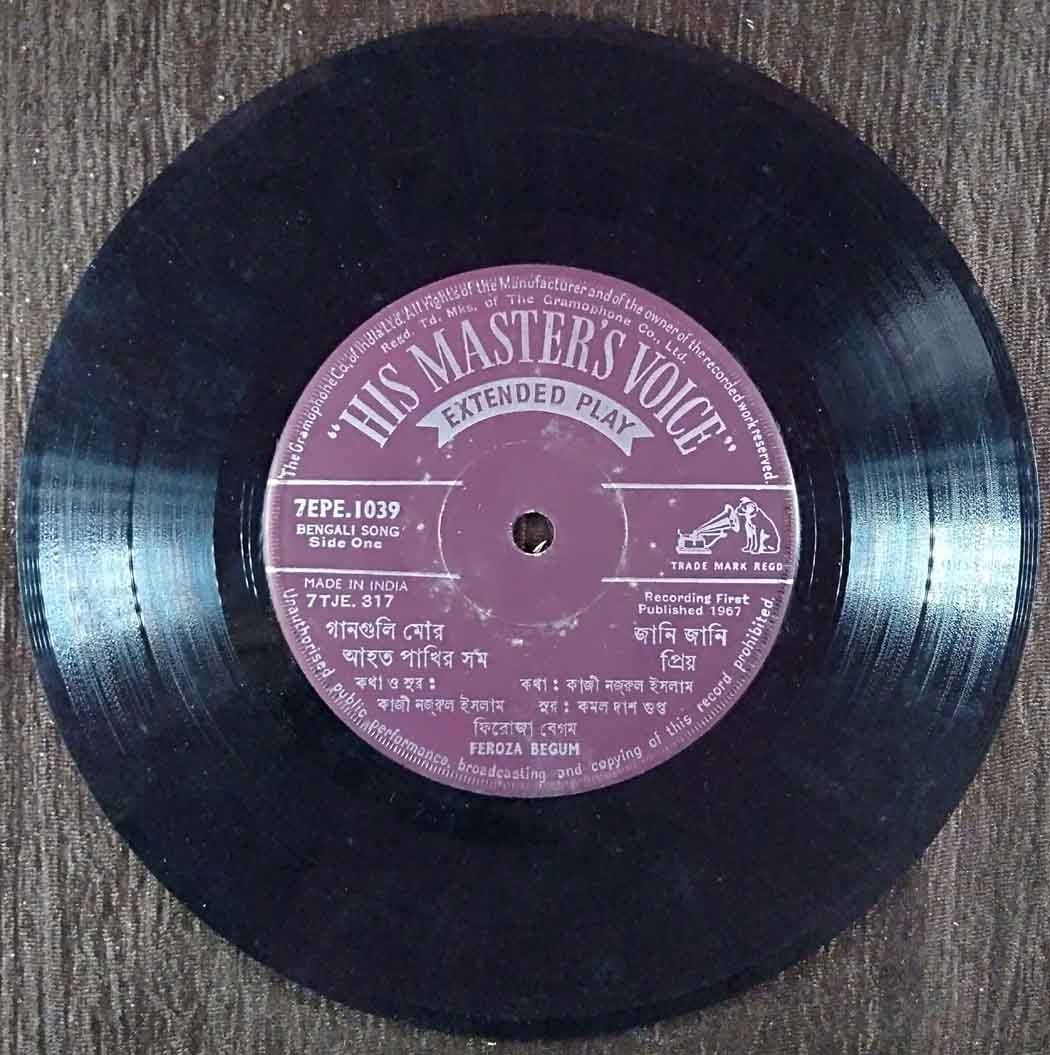 The Gramophone Co. of India Ltd. All rights of the Manufacturer and of the owner of the recorded work reserved.
Regd. Td. Mks. of The Gramophone Co., Ltd.
"HIS MASTER'S VOICE"
EXTENDED PLAY
7EPE.1039
BENGALI SONG
Side One
TRADE MARK REGD
MADE IN INDIA
7TJE. 317
Recording First
Published 1967
গানগুলি মোর
আহত পাখির সম
জানি জানি
প্রিয়
কথা ও সুর :
কাজী নজরুল ইসলাম
কথা : কাজী নজরুল ইসলাম
সুর : কমল দাশ গুপ্ত
ফিরোজা বেগম
FEROZA BEGUM
Unauthorised public performance, broadcasting and copying of this record prohibited.